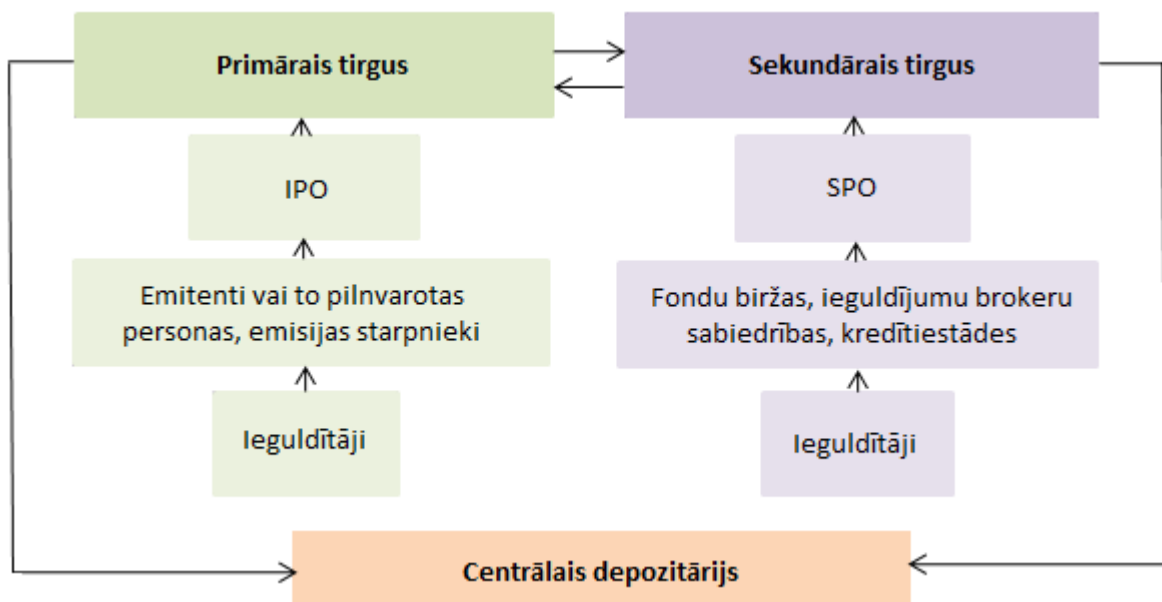 Primārais tirgus
Sekundārais tirgus
IPO
SPO
Emitenti vai to pilnvarotas
personas, emisijas starpnieki
Fondu biržas, ieguldījumu brokeru
sabiedrības, kredītiestādes
Ieguldītāji
Ieguldītāji
Centrālais depozitārijs